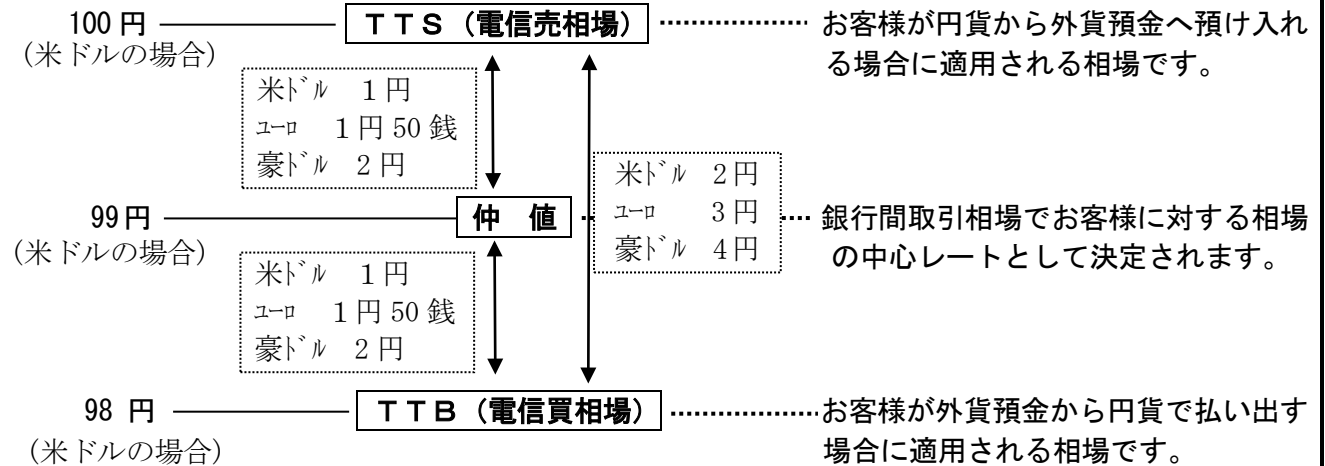 100 円 TTS（電信売相場） お客様が円貨から外貨預金へ預け入れ
(米ドルの場合) る場合に適用される相場です。
米ﾄﾞﾙ 1円
ﾕｰﾛ 1円50銭
豪ﾄﾞﾙ 2円
米ﾄﾞﾙ 2円
ﾕｰﾛ 3円
豪ﾄﾞﾙ 4円
99円 仲 値 銀行間取引相場でお客様に対する相場
(米ドルの場合) の中心レートとして決定されます。
米ﾄﾞﾙ 1円
ﾕｰﾛ 1円50銭
豪ﾄﾞﾙ 2円
98 円 TTB（電信買相場） お客様が外貨預金から円貨で払い出す
(米ドルの場合) 場合に適用される相場です。